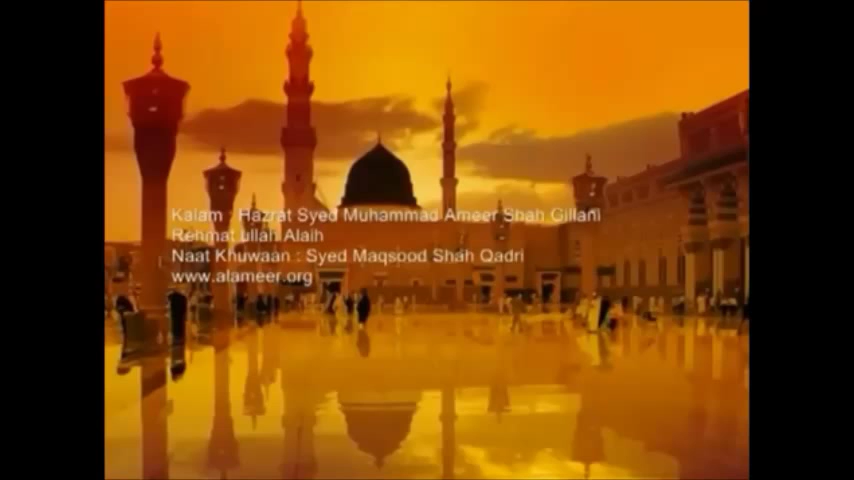 Kalam : Hazrat Syed Muhammad Ameer Shah Gillani
Rehmat ullah Alaih
Naat Khuwaan : Syed Maqsood Shah Qadri
www.alameer.org